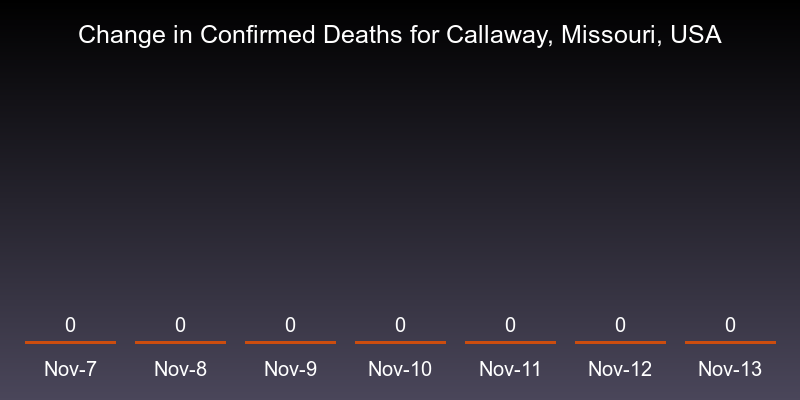 Change in Confirmed Deaths for Callaway, Missouri, USA
0 0 0 0 0 0 0
Nov-7 Nov-8 Nov-9 Nov-10 Nov-11 Nov-12 Nov-13